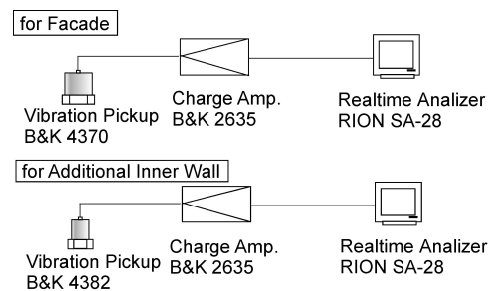 for Facade
Vibration Pickup
B&K 4370
Charge Amp.
B&K 2635
Realtime Analizer
RION SA-28
for Additional Inner Wall
Vibration Pickup
B&K 4382
Charge Amp.
B&K 2635
Realtime Analizer
RION SA-28